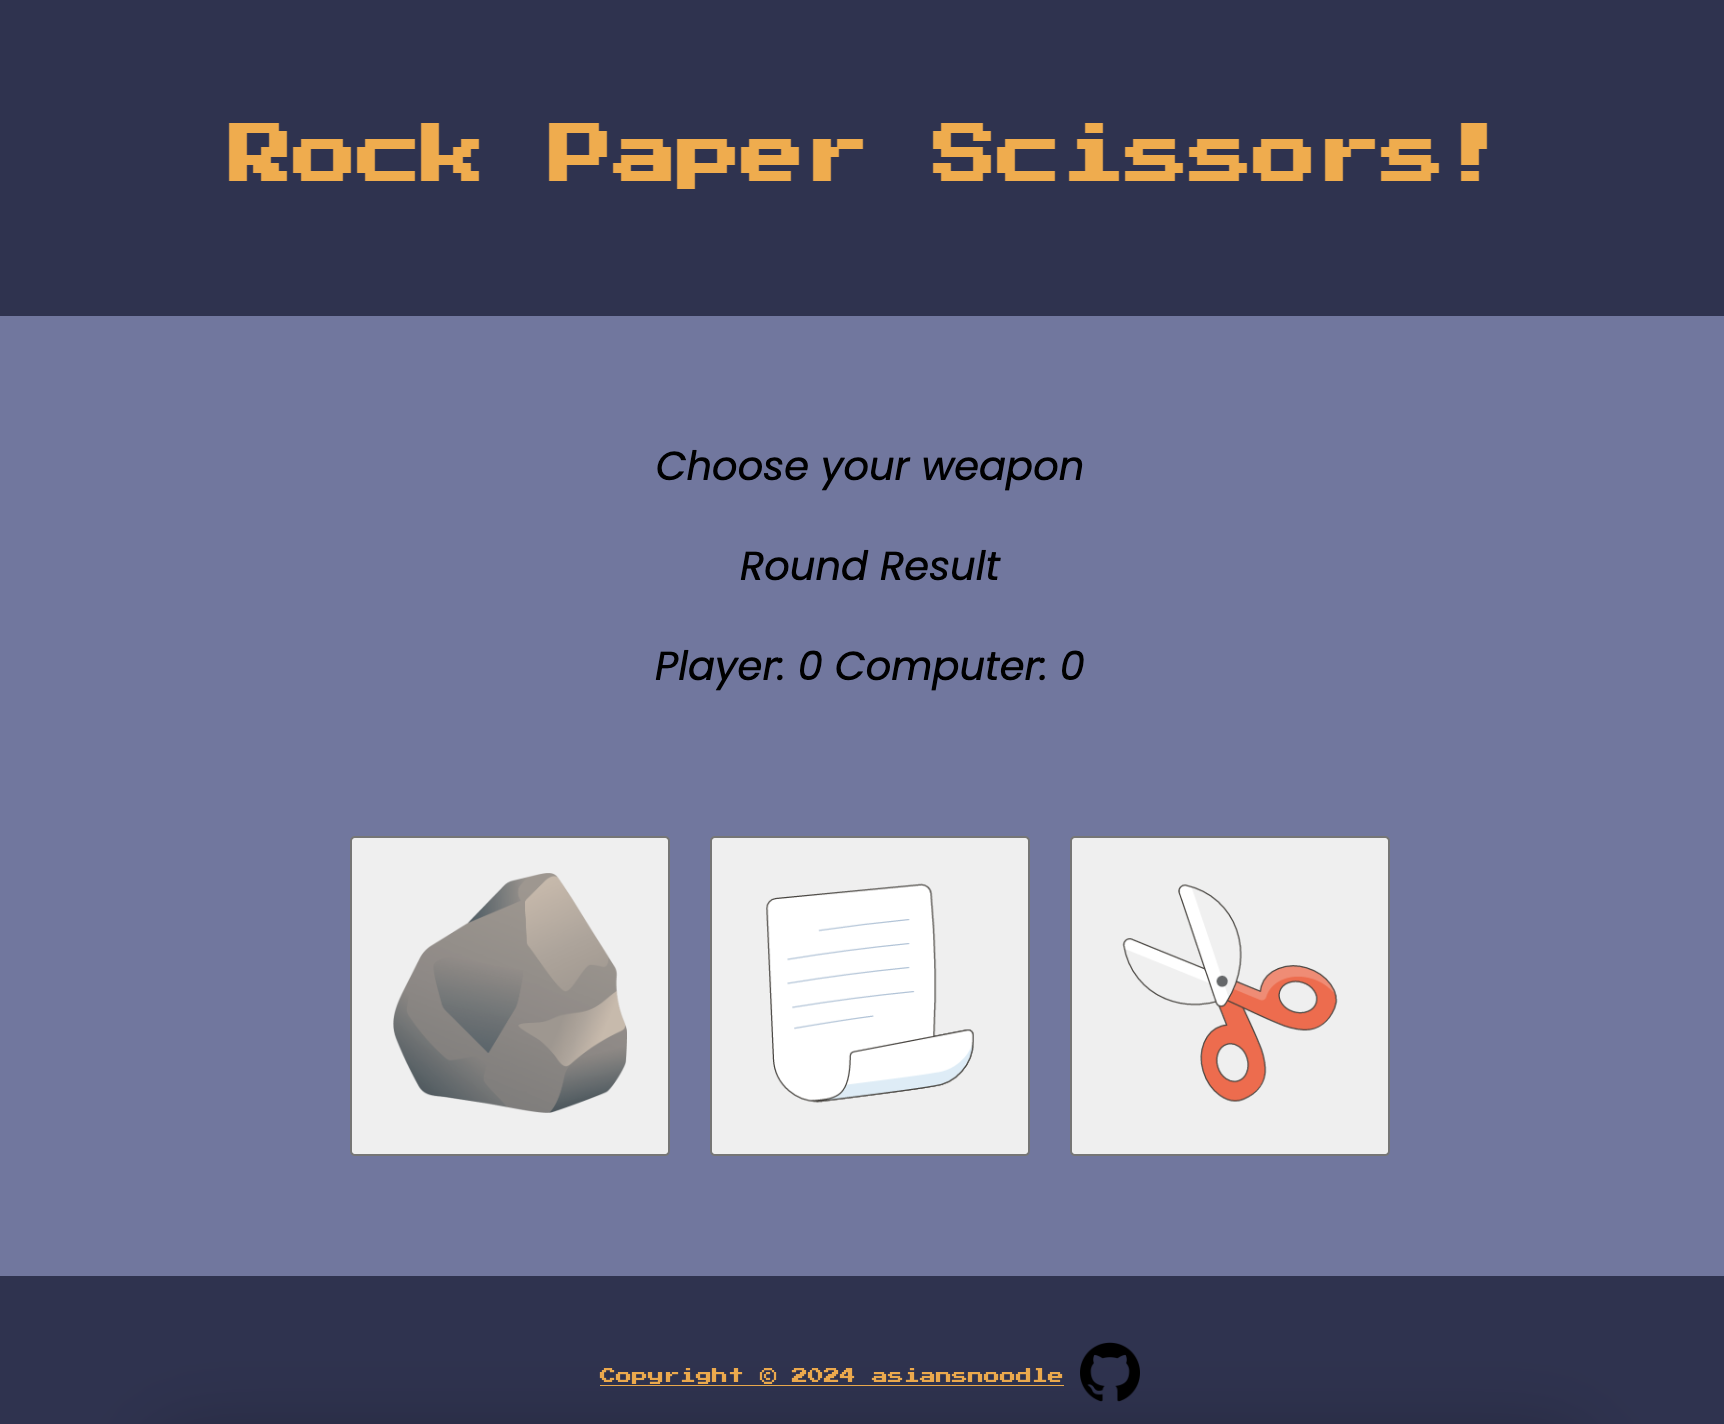 Rock Paper Scissors!
Choose your weapon
Round Result
Player: 0 Computer: 0
Copyright © 2024 asiansnoodle